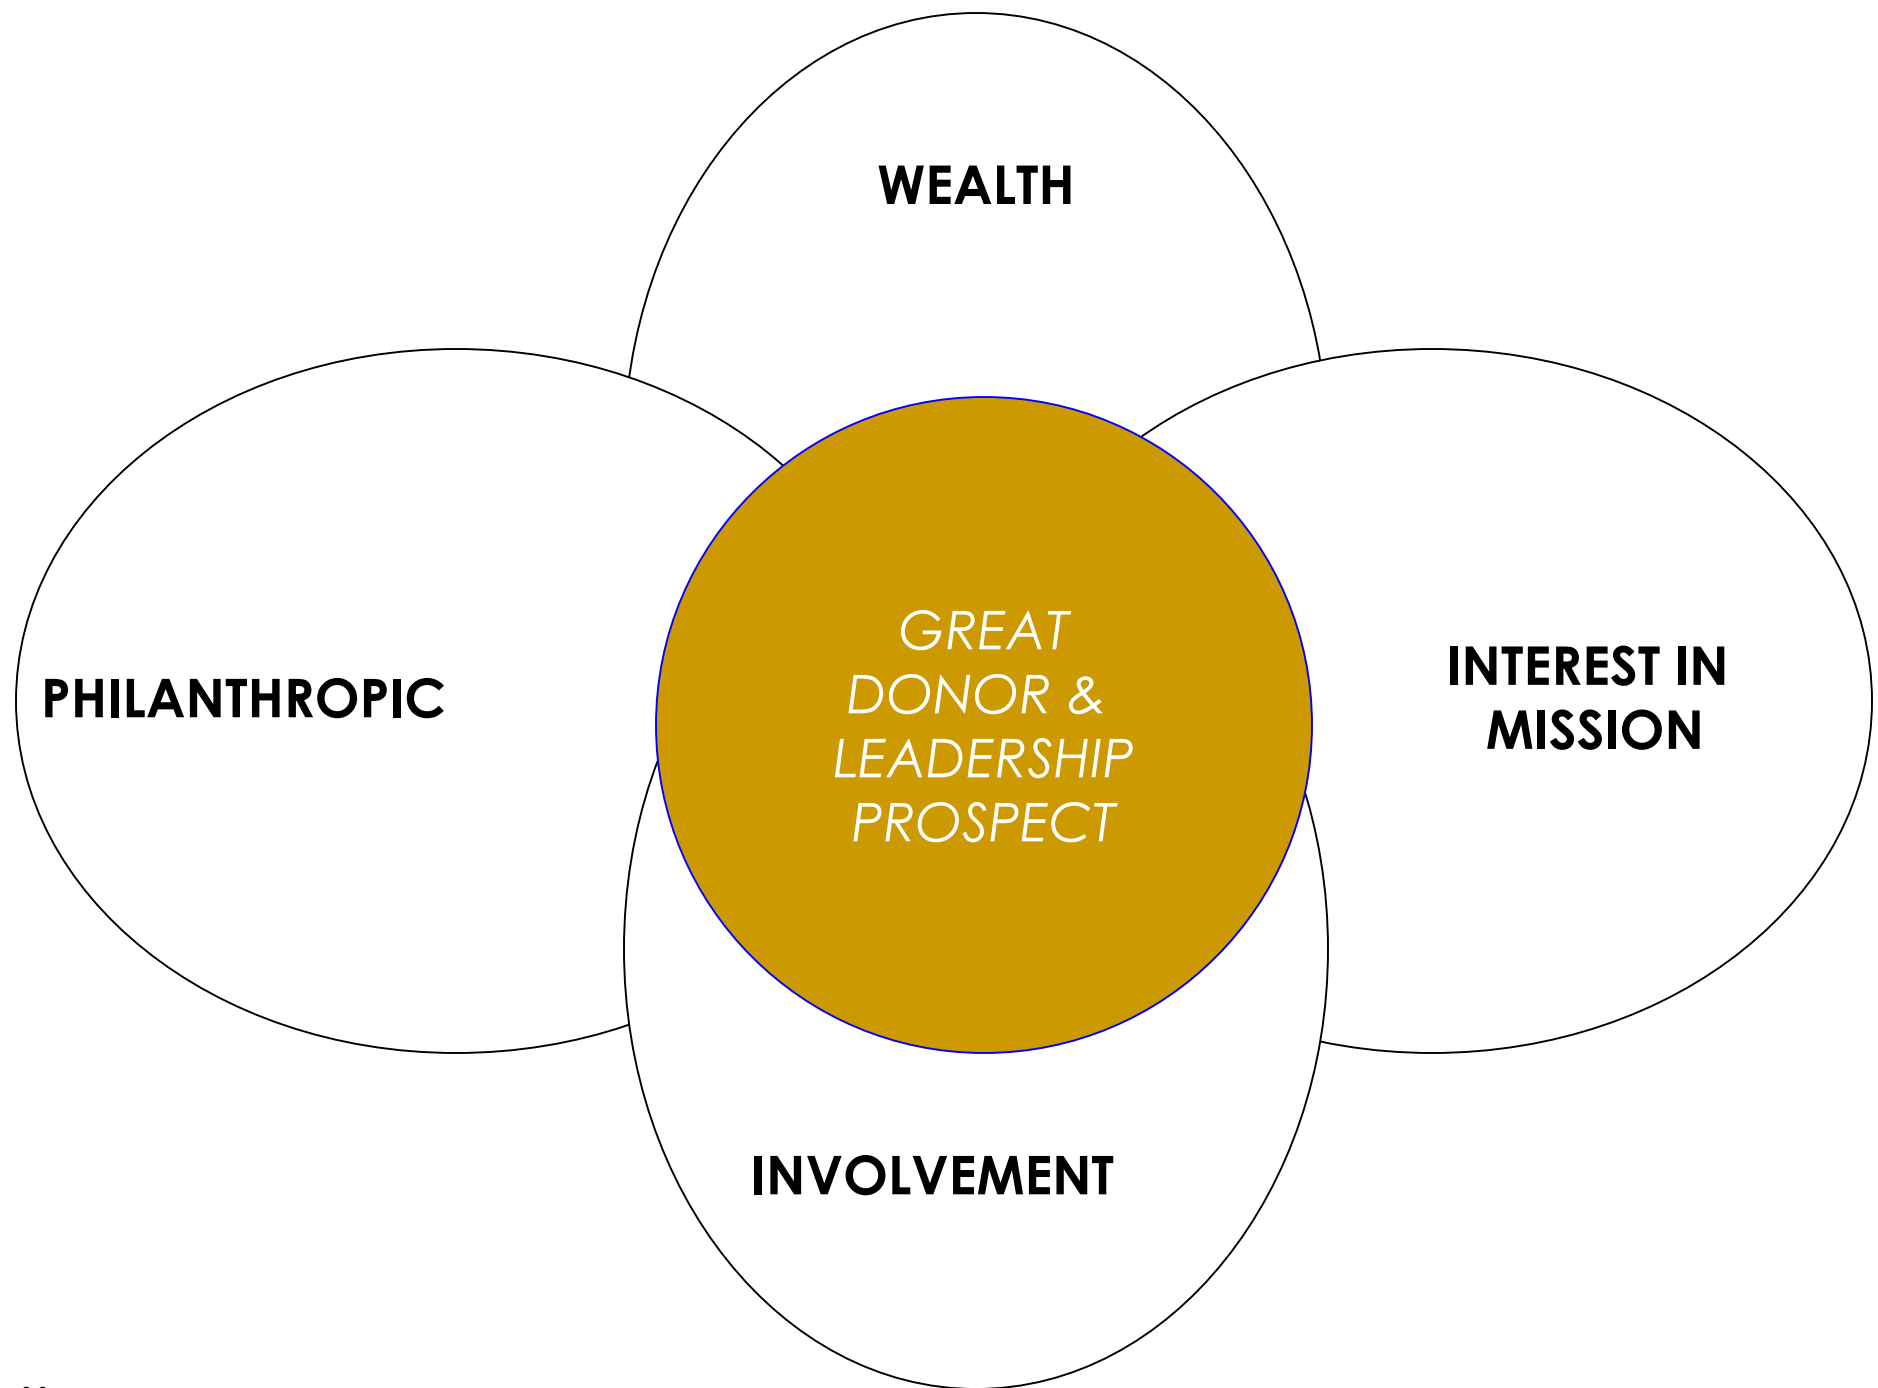 WEALTH
PHILANTHROPIC
GREAT
DONOR &
LEADERSHIP
PROSPECT
INTEREST IN
MISSION
INVOLVEMENT